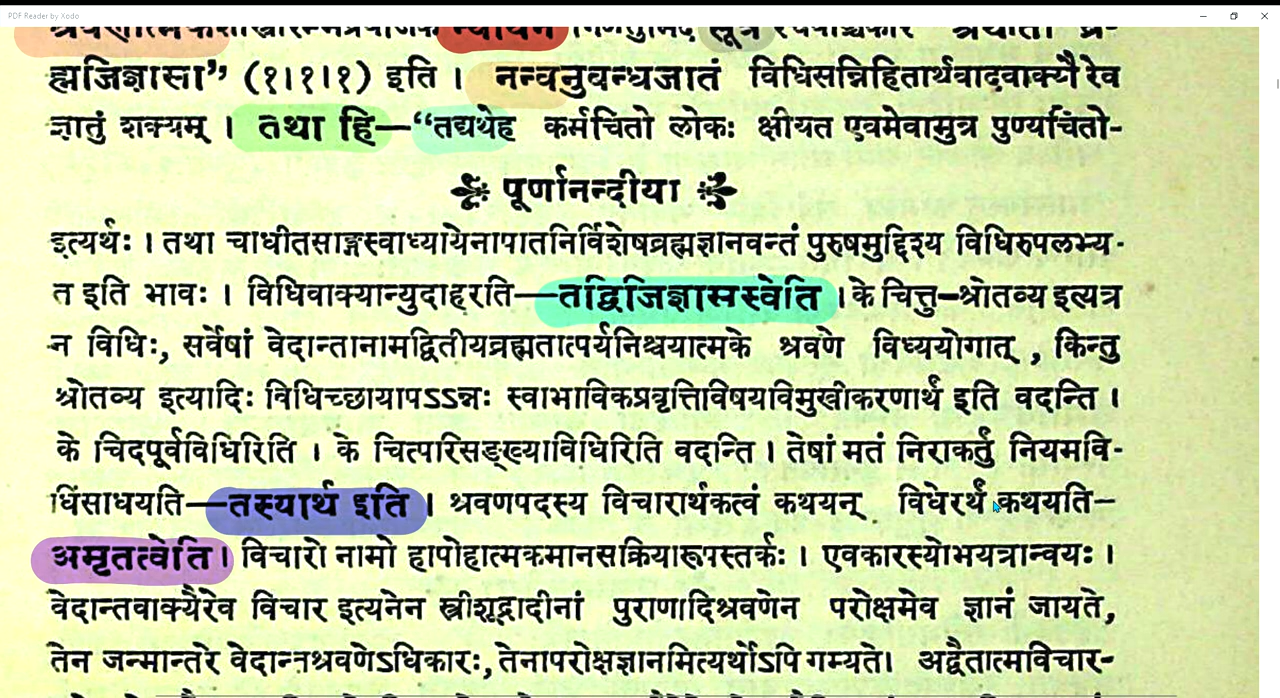 PDF Reader by Xodo
सूत्र
ह्मजिज्ञासा” (१।१।१) इति । नन्वनुवन्धजातं विधिसन्निहितार्थवादवाक्यै रेव
ज्ञातुं शक्यम् । तथा हि—“तद्यथेह कर्मचितो लोकः क्षीयत एवमेवामुत्र पुण्यचितो-
पूर्णानन्दीया
इत्यर्थः । तथा चाधीतसाङ्गस्वाध्यायेनापातनिर्विशेषव्रह्मज्ञानवन्तं पुरुषमुद्दिश्य विधिरुपलभ्य-
त इति भावः । विधिवाक्यान्युदाहरति—तद्विजिज्ञासस्वेति । के चित्तु—श्रोतव्य इत्यत्र
न विधिः, सर्वेषां वेदान्तानामद्वितीयव्रह्मतात्पर्यनिश्चयात्मके श्रवणे विध्ययोगात् , किन्तु
श्रोतव्य इत्यादिः विधिच्छायापऽऽन्नः स्वाभाविकप्रवृत्तिविषयविमुखीकरणार्थं इति वदन्ति ।
के चिदपूर्वविधिरिति । के चित्परिसङ्ख्याविधिरिति वदन्ति । तेषां मतं निराकर्तुं नियमवि-
धिंसाधयति—तस्यार्थ इति । श्रवणपदस्य विचारार्थकत्वं कथयन् विधेरर्थं कथयति—
अमृतत्वेति । विचारो नामो हापोहात्मकमानसक्रियारूपस्तर्कः । एवकारस्योभयत्रान्वयः ।
वेदान्तवाक्यैरेव विचार इत्यनेन स्त्रीशूद्रादीनां पुराणादिश्रवणेन परोक्षमेव ज्ञानं जायते,
तेन जन्मान्तरे वेदान्तश्रवणेऽधिकारः, तेनापरोक्षज्ञानमित्यर्थोऽपि गम्यते। अद्वैतात्मविचार-